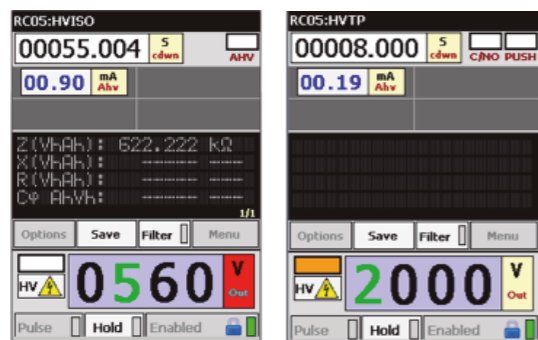 RC05:HVISO
00055.004 S cdwn AHV
00.90 mA Ahv
Z(VhAh): 622.222 kΩ
X(VhAh): -------- ----
R(VhAh): -------- ----
Cφ AhVh: -------- ----
1/1
Options Save Filter Menu
HV 0560 V Out
Pulse Hold Enabled
RC05:HVTP
00008.000 S cdwn C/NO PUSH
00.19 mA Ahv
Options Save Filter Menu
HV 2000 V Out
Pulse Hold Enabled